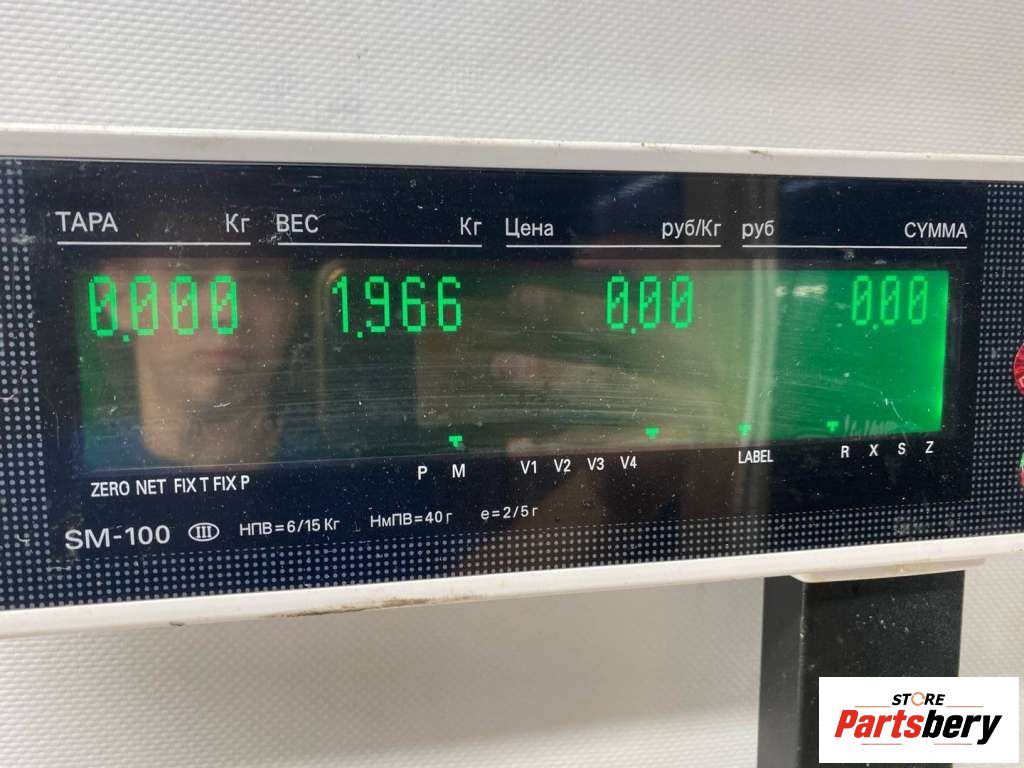 ТАРА Кг ВЕС Кг Цена руб/Кг руб СУММА
0.000 1.966 0.00 0.00
ZERO NET FIX T FIX P P M V1 V2 V3 V4 LABEL R X S Z
SM-100 III НПВ=6/15 Кг НмПВ=40 г e=2/5 г
STORE
Partsbery